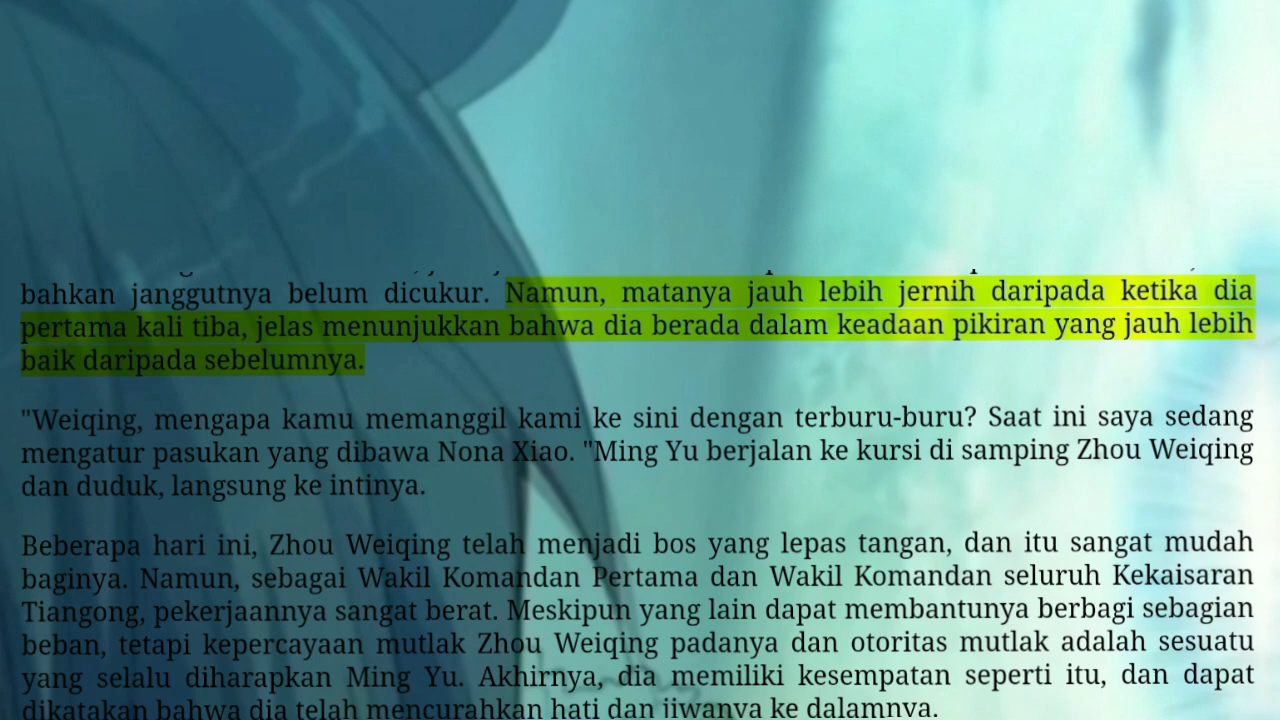 bahkan janggutnya belum dicukur. Namun, matanya jauh lebih jernih daripada ketika dia
pertama kali tiba, jelas menunjukkan bahwa dia berada dalam keadaan pikiran yang jauh lebih
baik daripada sebelumnya.
"Weiqing, mengapa kamu memanggil kami ke sini dengan terburu-buru? Saat ini saya sedang
mengatur pasukan yang dibawa Nona Xiao. "Ming Yu berjalan ke kursi di samping Zhou Weiqing
dan duduk, langsung ke intinya.
Beberapa hari ini, Zhou Weiqing telah menjadi bos yang lepas tangan, dan itu sangat mudah
baginya. Namun, sebagai Wakil Komandan Pertama dan Wakil Komandan seluruh Kekaisaran
Tiangong, pekerjaannya sangat berat. Meskipun yang lain dapat membantunya berbagi sebagian
beban, tetapi kepercayaan mutlak Zhou Weiqing padanya dan otoritas mutlak adalah sesuatu
yang selalu diharapkan Ming Yu. Akhirnya, dia memiliki kesempatan seperti itu, dan dapat
dikatakan bahwa dia telah mencurahkan hati dan jiwanya ke dalamnya.